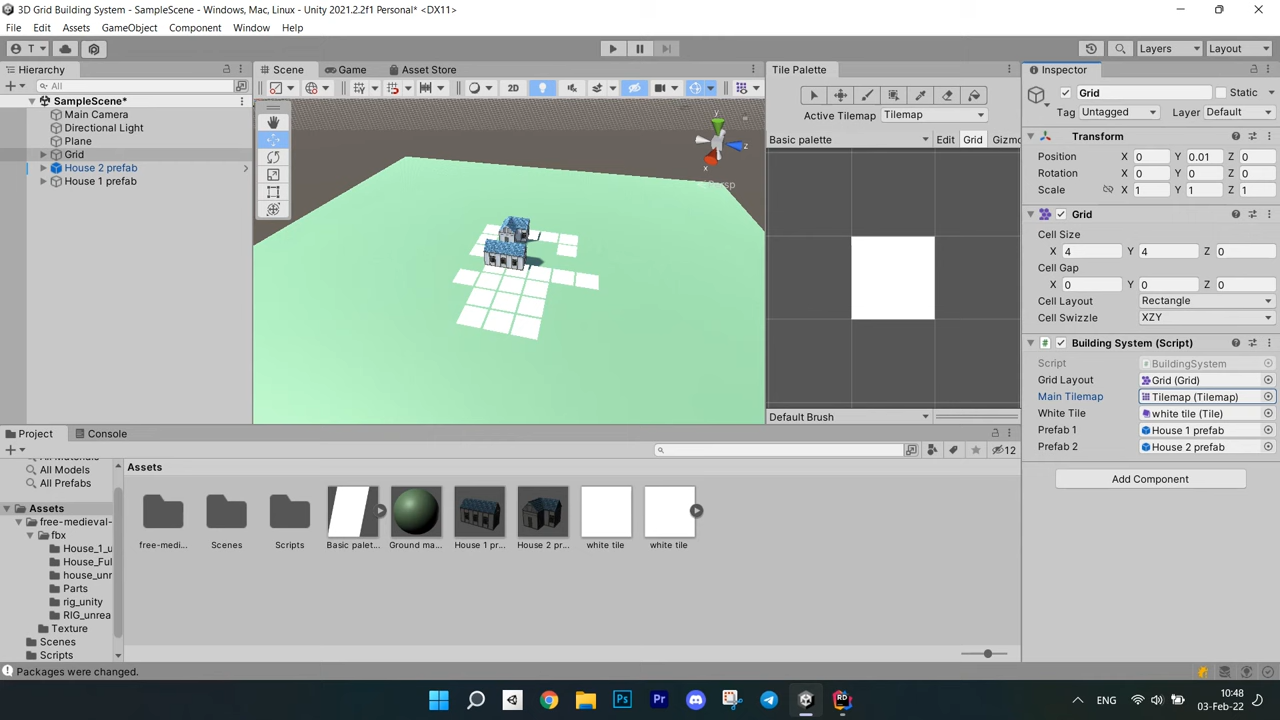 3D Grid Building System - SampleScene - Windows, Mac, Linux - Unity 2021.2.2f1 Personal* <DX11>
File Edit Assets GameObject Component Window Help
T Layers Layout
Hierarchy Scene Game Asset Store Tile Palette Inspector
All 2D
SampleScene*
Main Camera
Directional Light
Plane
Grid
House 2 prefab
House 1 prefab
y
z
x
Persp
Active Tilemap Tilemap
Basic palette Edit Grid Gizmo
Default Brush
Grid Static
Tag Untagged Layer Default
Transform
Position X 0 Y 0.01 Z 0
Rotation X 0 Y 0 Z 0
Scale X 1 Y 1 Z 1
Grid
Cell Size
X 4 Y 4 Z 0
Cell Gap
X 0 Y 0 Z 0
Cell Layout Rectangle
Cell Swizzle XZY
Building System (Script)
Script BuildingSystem
Grid Layout Grid (Grid)
Main Tilemap Tilemap (Tilemap)
White Tile white tile (Tile)
Prefab 1 House 1 prefab
Prefab 2 House 2 prefab
Add Component
Project Console
12
All Models
All Prefabs
Assets
free-medieval-
fbx
House_1_u
House_Ful
house_unr
Parts
rig_unity
RIG_unrea
Texture
Scenes
Scripts
Assets
free-medi... Scenes Scripts Basic palet... Ground ma... House 1 pr... House 2 pr... white tile white tile
Packages were changed.
Ps Pr RD
ENG
10:48
03-Feb-22